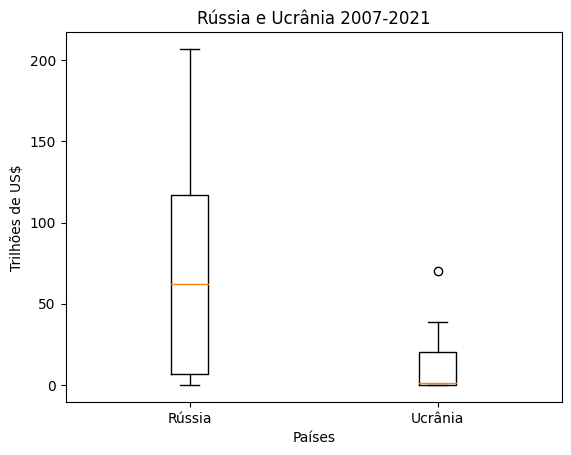 Rússia e Ucrânia 2007-2021
Trilhões de US$
200
150
100
50
0
Rússia
Ucrânia
Países